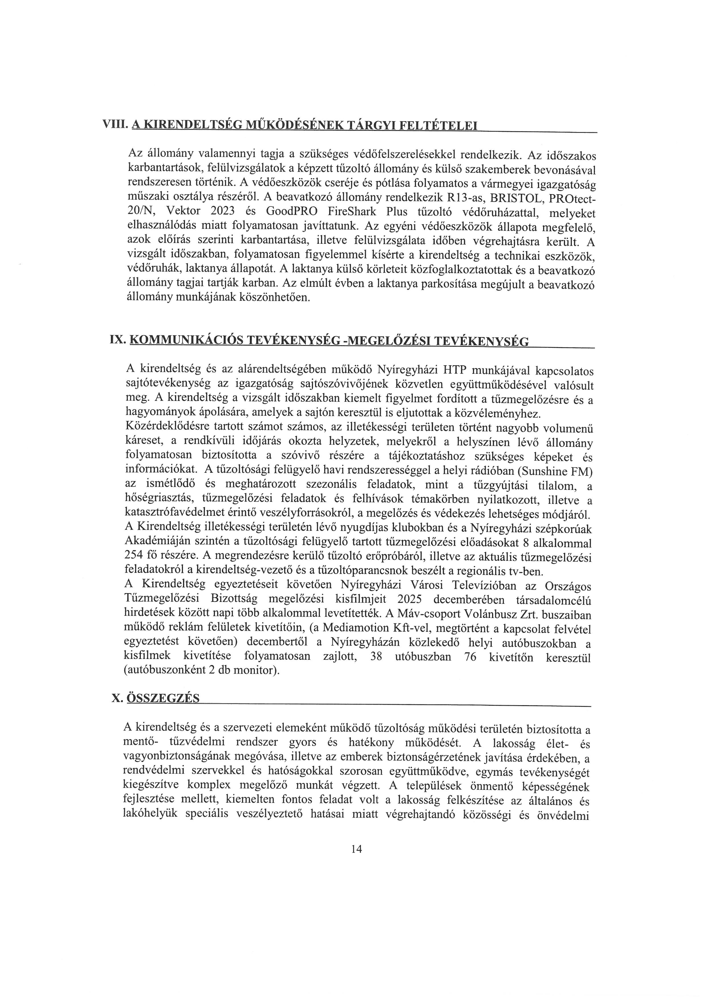 VIII. A KIRENDELTSÉG MŰKÖDÉSÉNEK TÁRGYI FELTÉTELEI
Az állomány valamennyi tagja a szükséges védőfelszerelésekkel rendelkezik. Az időszakos
karbantartások, felülvizsgálatok a képzett tűzoltó állomány és külső szakemberek bevonásával
rendszeresen történik. A védőeszközök cseréje és pótlása folyamatos a vármegyei igazgatóság
műszaki osztálya részéről. A beavatkozó állomány rendelkezik R13-as, BRISTOL, PROtect-
20/N, Vektor 2023 és GoodPRO FireShark Plus tűzoltó védőruházattal, melyeket
elhasználódás miatt folyamatosan javíttatunk. Az egyéni védőeszközök állapota megfelelő,
azok előírás szerinti karbantartása, illetve felülvizsgálata időben végrehajtásra került. A
vizsgált időszakban, folyamatosan figyelemmel kísérte a kirendeltség a technikai eszközök,
védőruhák, laktanya állapotát. A laktanya külső körleteit közfoglalkoztatottak és a beavatkozó
állomány tagjai tartják karban. Az elmúlt évben a laktanya parkosítása megújult a beavatkozó
állomány munkájának köszönhetően.
IX. KOMMUNIKÁCIÓS TEVÉKENYSÉG -MEGELŐZÉSI TEVÉKENYSÉG
A kirendeltség és az alárendeltségében működő Nyíregyházi HTP munkájával kapcsolatos
sajtótevékenység az igazgatóság sajtószóvivőjének közvetlen együttműködésével valósult
meg. A kirendeltség a vizsgált időszakban kiemelt figyelmet fordított a tűzmegelőzésre és a
hagyományok ápolására, amelyek a sajtón keresztül is eljutottak a közvéleményhez.
Közérdeklődésre tartott számot számos, az illetékességi területen történt nagyobb volumenű
káreset, a rendkívüli időjárás okozta helyzetek, melyekről a helyszínen lévő állomány
folyamatosan biztosította a szóvivő részére a tájékoztatáshoz szükséges képeket és
információkat. A tűzoltósági felügyelő havi rendszerességgel a helyi rádióban (Sunshine FM)
az ismétlődő és meghatározott szezonális feladatok, mint a tűzgyújtási tilalom, a
hőségriasztás, tűzmegelőzési feladatok és felhívások témakörben nyilatkozott, illetve a
katasztrófavédelmet érintő veszélyforrásokról, a megelőzés és védekezés lehetséges módjáról.
A Kirendeltség illetékességi területén lévő nyugdíjas klubokban és a Nyíregyházi szépkorúak
Akadémiáján szintén a tűzoltósági felügyelő tartott tűzmegelőzési előadásokat 8 alkalommal
254 fő részére. A megrendezésre kerülő tűzoltó erőpróbáról, illetve az aktuális tűzmegelőzési
feladatokról a kirendeltség-vezető és a tűzoltóparancsnok beszélt a regionális tv-ben.
A Kirendeltség egyeztetéseit követően Nyíregyházi Városi Televízióban az Országos
Tűzmegelőzési Bizottság megelőzési kisfilmjeit 2025 decemberében társadalomcélú
hirdetések között napi több alkalommal levetítették. A Máv-csoport Volánbusz Zrt. buszaiban
működő reklám felületek kivetítőin, (a Mediamotion Kft-vel, megtörtént a kapcsolat felvétel
egyeztetést követően) decembertől a Nyíregyházán közlekedő helyi autóbuszokban a
kisfilmek kivetítése folyamatosan zajlott, 38 utóbuszban 76 kivetítőn keresztül
(autóbuszonként 2 db monitor).
X. ÖSSZEGZÉS
A kirendeltség és a szervezeti elemeként működő tűzoltóság működési területén biztosította a
mentő- tűzvédelmi rendszer gyors és hatékony működését. A lakosság élet- és
vagyonbiztonságának megóvása, illetve az emberek biztonságérzetének javítása érdekében, a
rendvédelmi szervekkel és hatóságokkal szorosan együttműködve, egymás tevékenységét
kiegészítve komplex megelőző munkát végzett. A települések önmentő képességének
fejlesztése mellett, kiemelten fontos feladat volt a lakosság felkészítése az általános és
lakóhelyük speciális veszélyeztető hatásai miatt végrehajtandó közösségi és önvédelmi
14